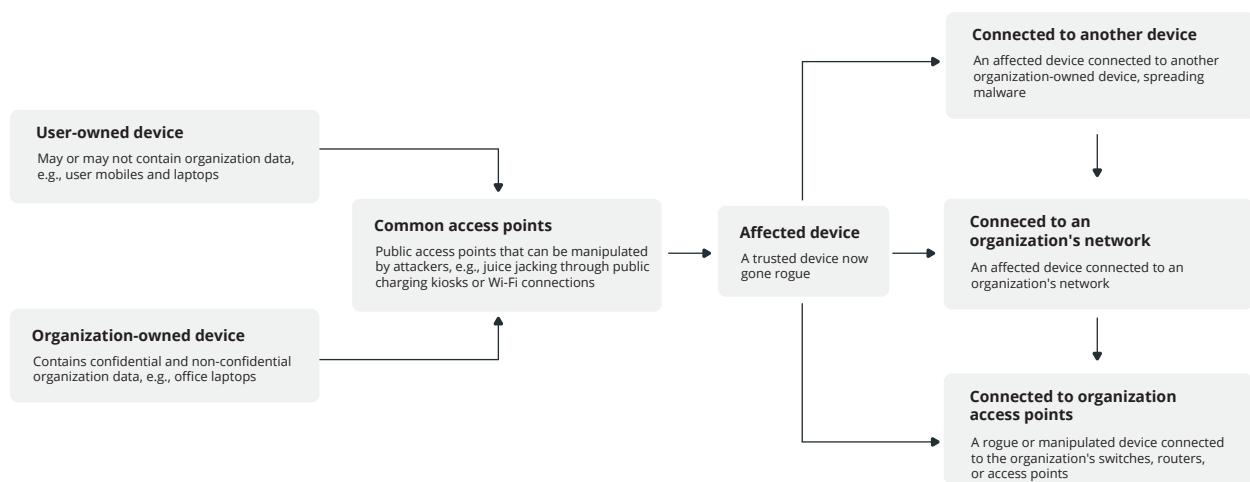 User-owned device
May or may not contain organization data,
e.g., user mobiles and laptops
Organization-owned device
Contains confidential and non-confidential
organization data, e.g., office laptops
Common access points
Public access points that can be manipulated
by attackers, e.g., juice jacking through public
charging kiosks or Wi-Fi connections
Affected device
A trusted device now
gone rogue
Connected to another device
An affected device connected to another
organization-owned device, spreading
malware
Conneced to an
organization's network
An affected device connected to an
organization's network
Connected to organization
access points
A rogue or manipulated device connected
to the organization's switches, routers,
or access points